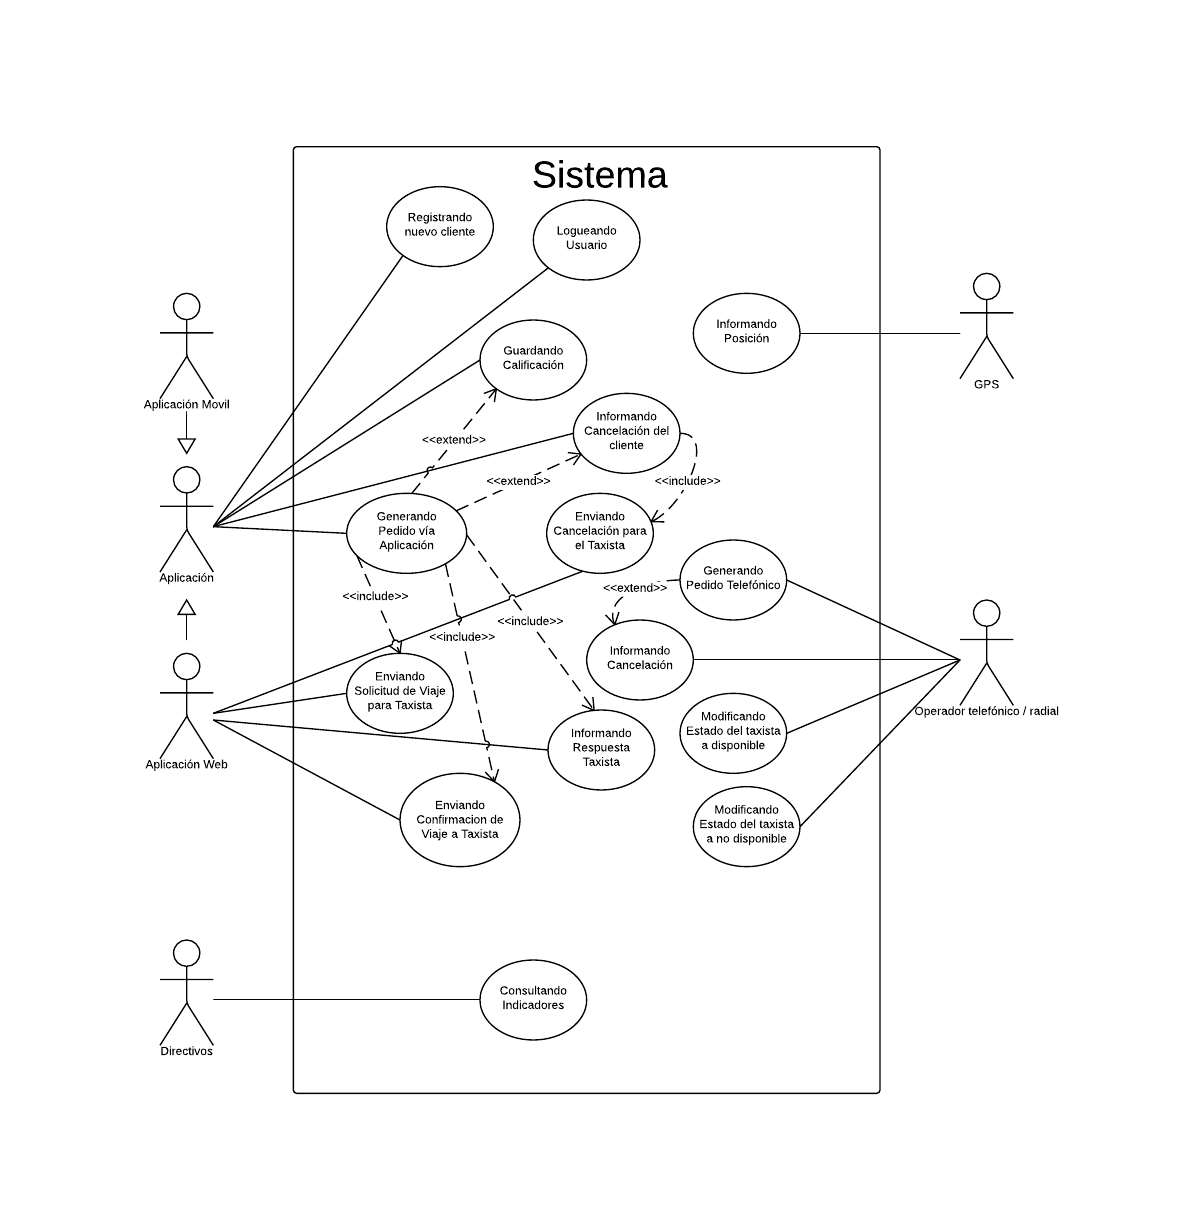 Sistema
Registrando
nuevo cliente
Logueando
Usuario
Informando
Posición
Guardando
Calificación
GPS
Aplicación Movil
Informando
Cancelación del
cliente
<<extend>>
<<extend>>
<<include>>
Generando
Pedido vía
Aplicación
Enviando
Cancelación para
el Taxista
Aplicación
Generando
Pedido Telefónico
<<extend>>
<<include>>
<<include>>
<<include>>
Informando
Cancelación
Enviando
Solicitud de Viaje
para Taxista
Operador telefónico / radial
Modificando
Estado del taxista
a disponible
Informando
Respuesta
Taxista
Aplicación Web
Enviando
Confirmacion de
Viaje a Taxista
Modificando
Estado del taxista
a no disponible
Consultando
Indicadores
Directivos